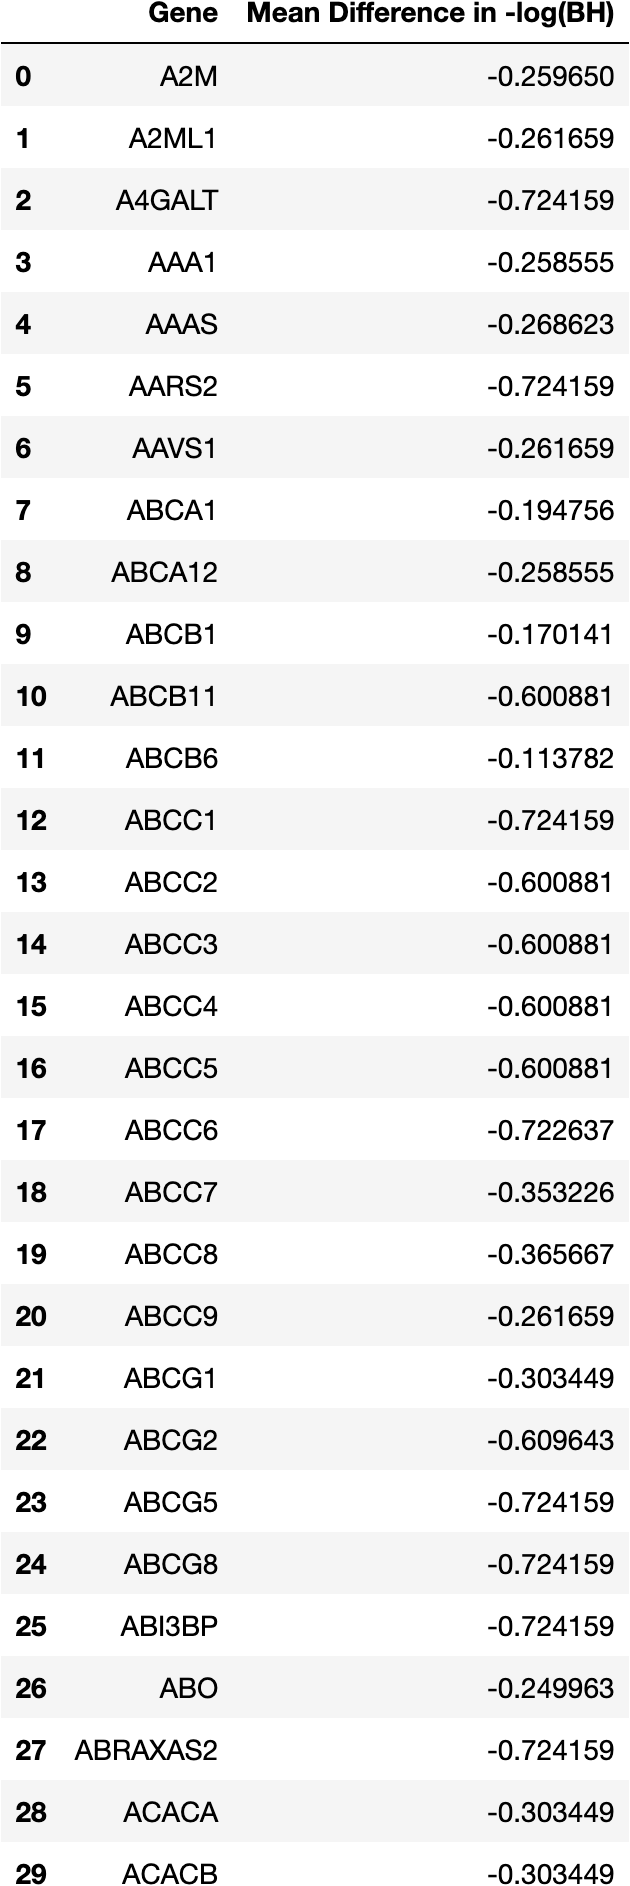 Gene Mean Difference in -log(BH)
0 A2M -0.259650
1 A2ML1 -0.261659
2 A4GALT -0.724159
3 AAA1 -0.258555
4 AAAS -0.268623
5 AARS2 -0.724159
6 AAVS1 -0.261659
7 ABCA1 -0.194756
8 ABCA12 -0.258555
9 ABCB1 -0.170141
10 ABCB11 -0.600881
11 ABCB6 -0.113782
12 ABCC1 -0.724159
13 ABCC2 -0.600881
14 ABCC3 -0.600881
15 ABCC4 -0.600881
16 ABCC5 -0.600881
17 ABCC6 -0.722637
18 ABCC7 -0.353226
19 ABCC8 -0.365667
20 ABCC9 -0.261659
21 ABCG1 -0.303449
22 ABCG2 -0.609643
23 ABCG5 -0.724159
24 ABCG8 -0.724159
25 ABI3BP -0.724159
26 ABO -0.249963
27 ABRAXAS2 -0.724159
28 ACACA -0.303449
29 ACACB -0.303449